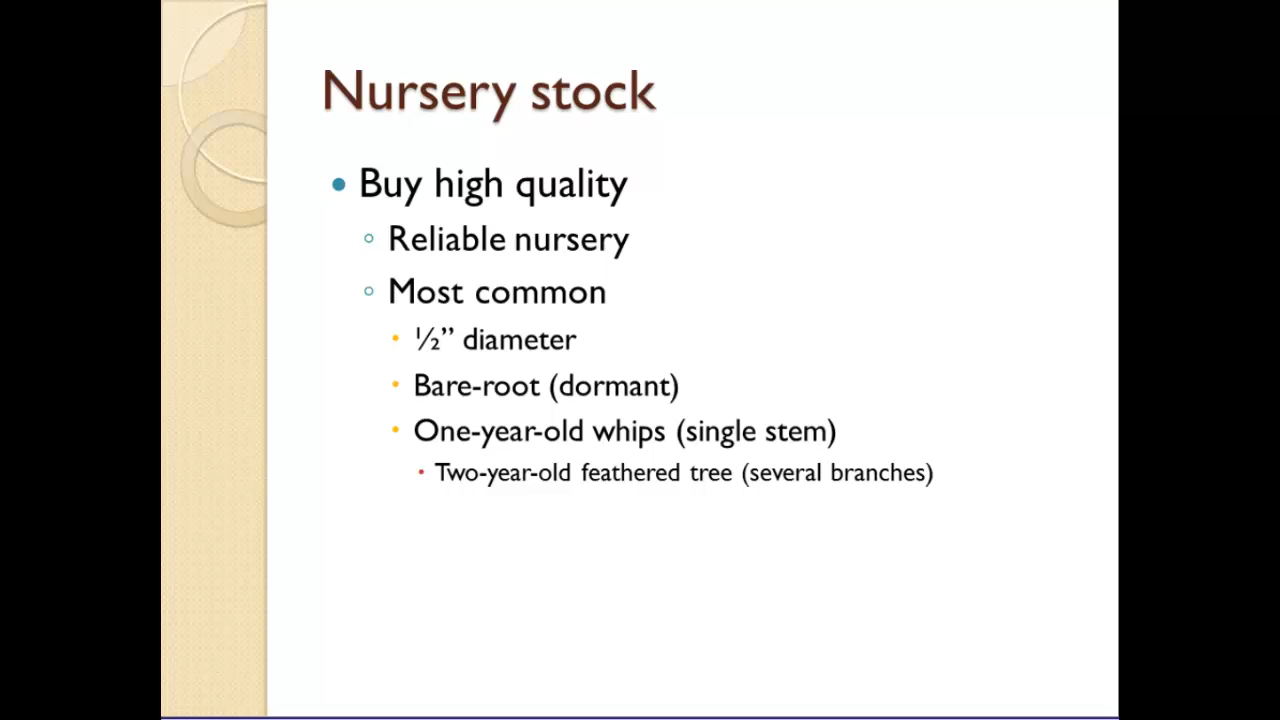 Nursery stock
• Buy high quality
◦ Reliable nursery
◦ Most common
• ½” diameter
• Bare-root (dormant)
• One-year-old whips (single stem)
• Two-year-old feathered tree (several branches)